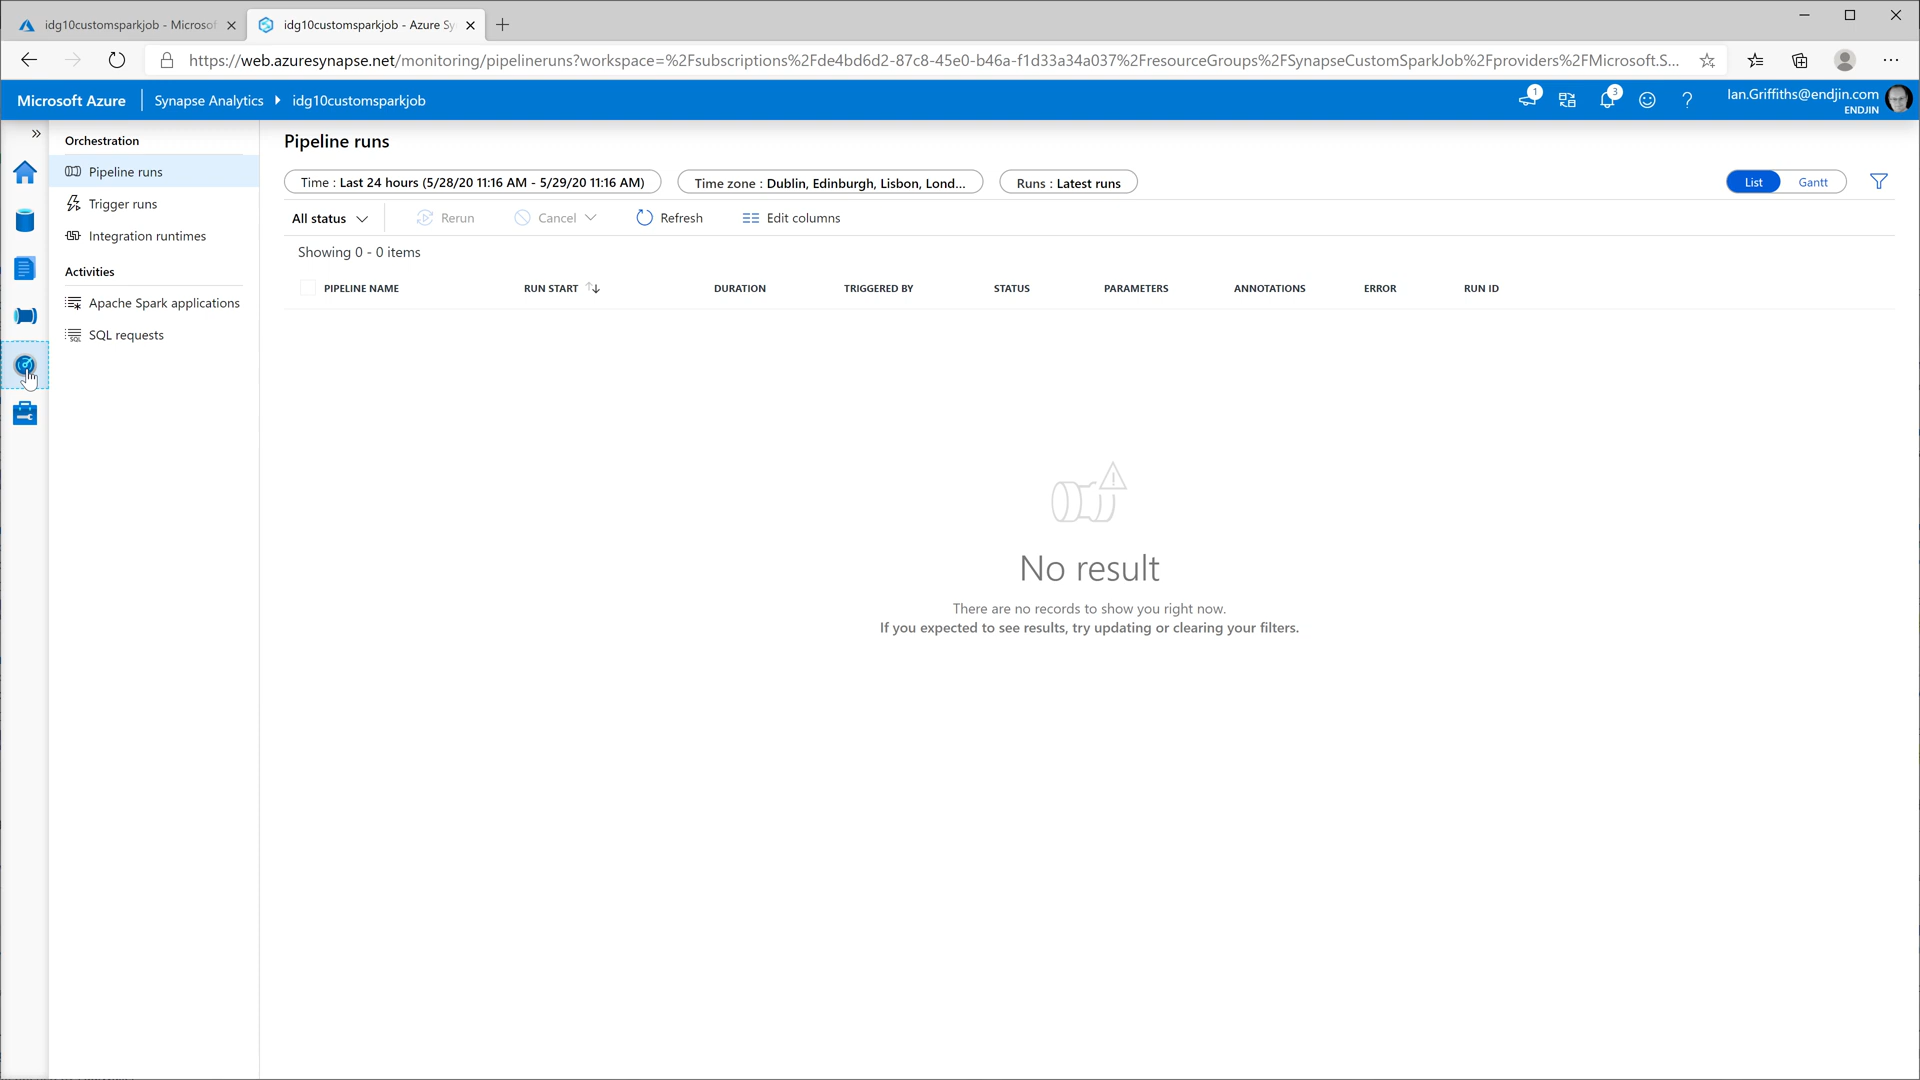 idg10customsparkjob - Microsof
idg10customsparkjob - Azure Sy
https://web.azuresynapse.net/monitoring/pipelineruns?workspace=%2Fsubscriptions%2Fde4bd6d2-87c8-45e0-b46a-f1d33a34a037%2FresourceGroups%2FSynapseCustomSparkJob%2Fproviders%2FMicrosoft.S...
Microsoft Azure
Synapse Analytics
idg10customsparkjob
1
3
?
Ian.Griffiths@endjin.com
ENDJIN
Orchestration
Pipeline runs
Trigger runs
Integration runtimes
Activities
Apache Spark applications
SQL requests
Pipeline runs
Time : Last 24 hours (5/28/20 11:16 AM - 5/29/20 11:16 AM)
Time zone : Dublin, Edinburgh, Lisbon, Lond...
Runs : Latest runs
List
Gantt
All status
Rerun
Cancel
Refresh
Edit columns
Showing 0 - 0 items
PIPELINE NAME
RUN START
DURATION
TRIGGERED BY
STATUS
PARAMETERS
ANNOTATIONS
ERROR
RUN ID
No result
There are no records to show you right now.
If you expected to see results, try updating or clearing your filters.